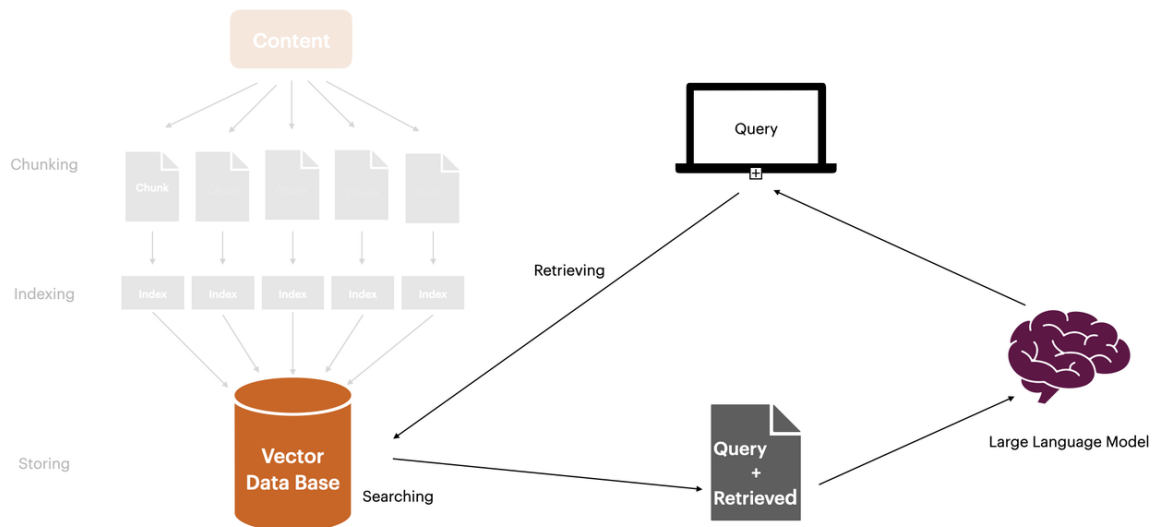 Content
Query
Chunking
Chunk
Retrieving
Indexing
Index
Index
Index
Index
Index
Vector
Data Base
Query
+
Retrieved
Large Language Model
Storing
Searching